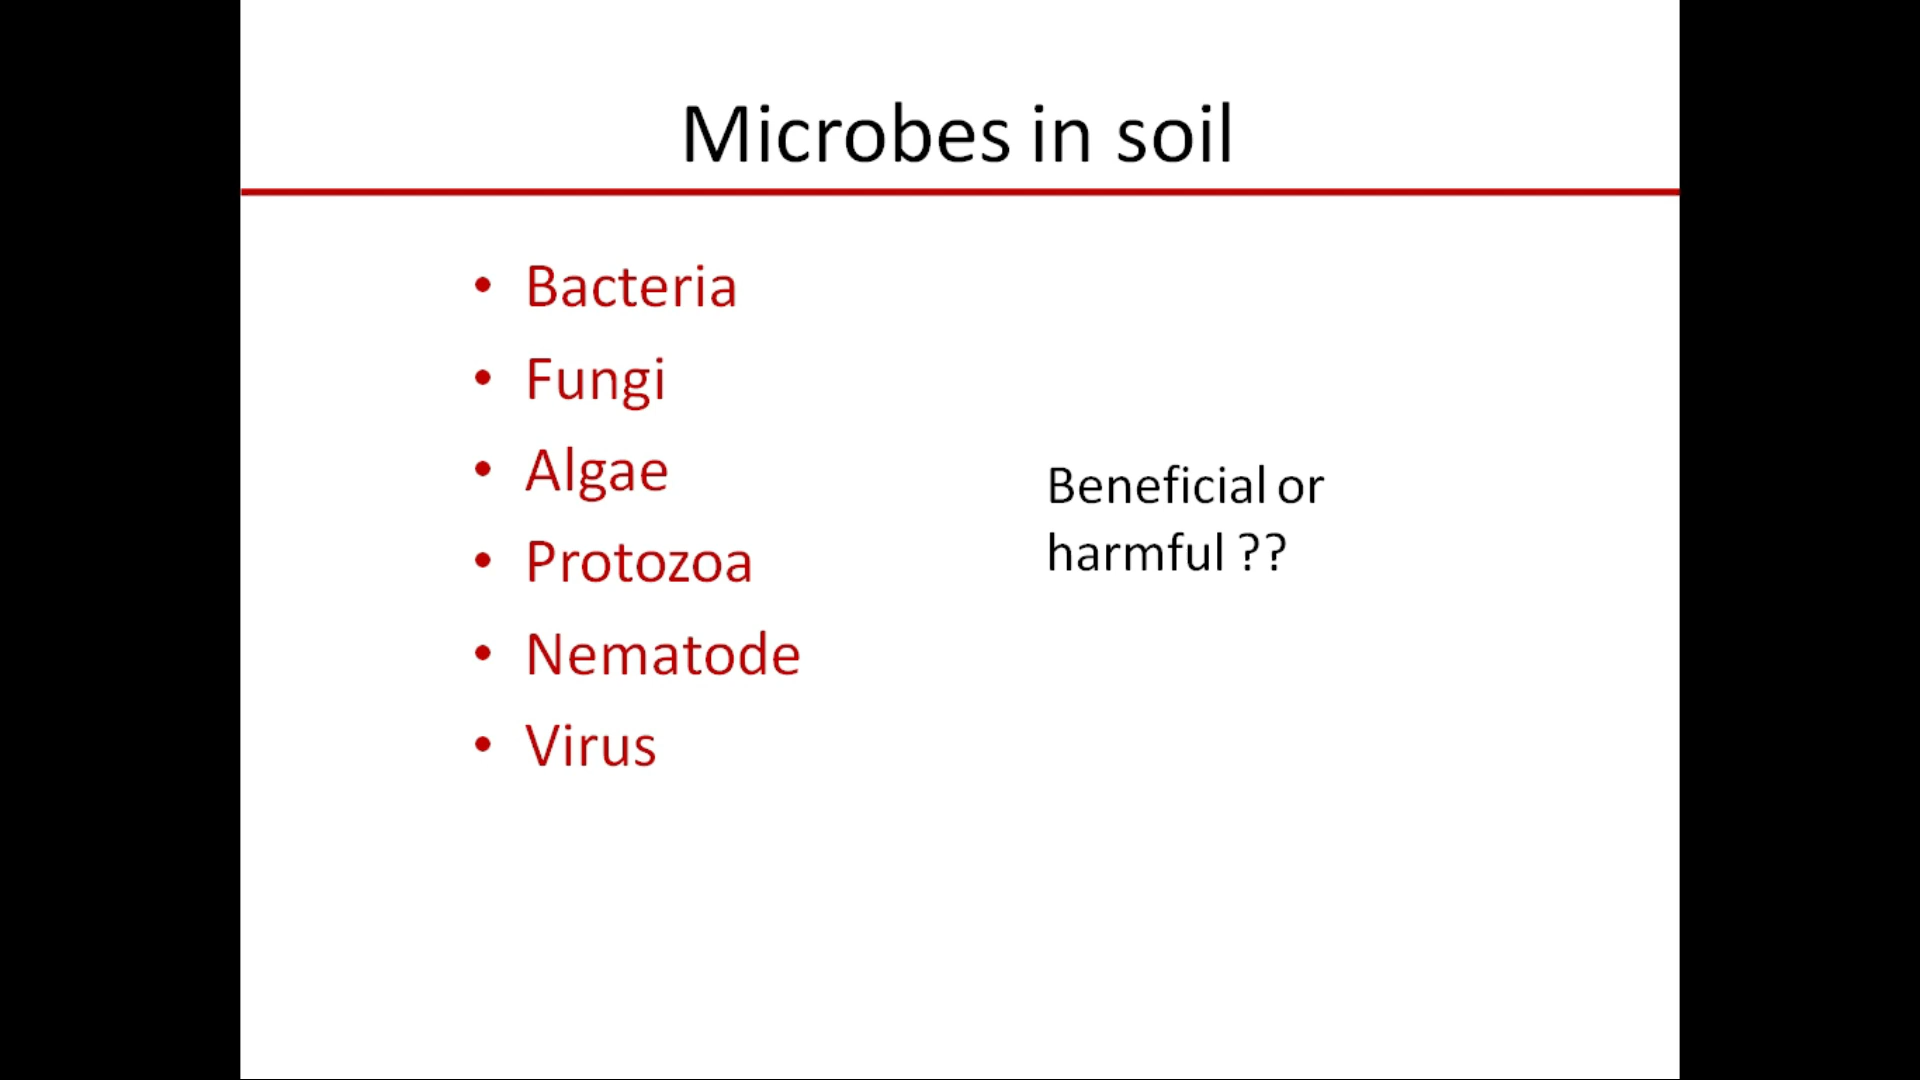 Microbes in soil
• Bacteria
• Fungi
• Algae
• Protozoa
• Nematode
• Virus
Beneficial or
harmful ??